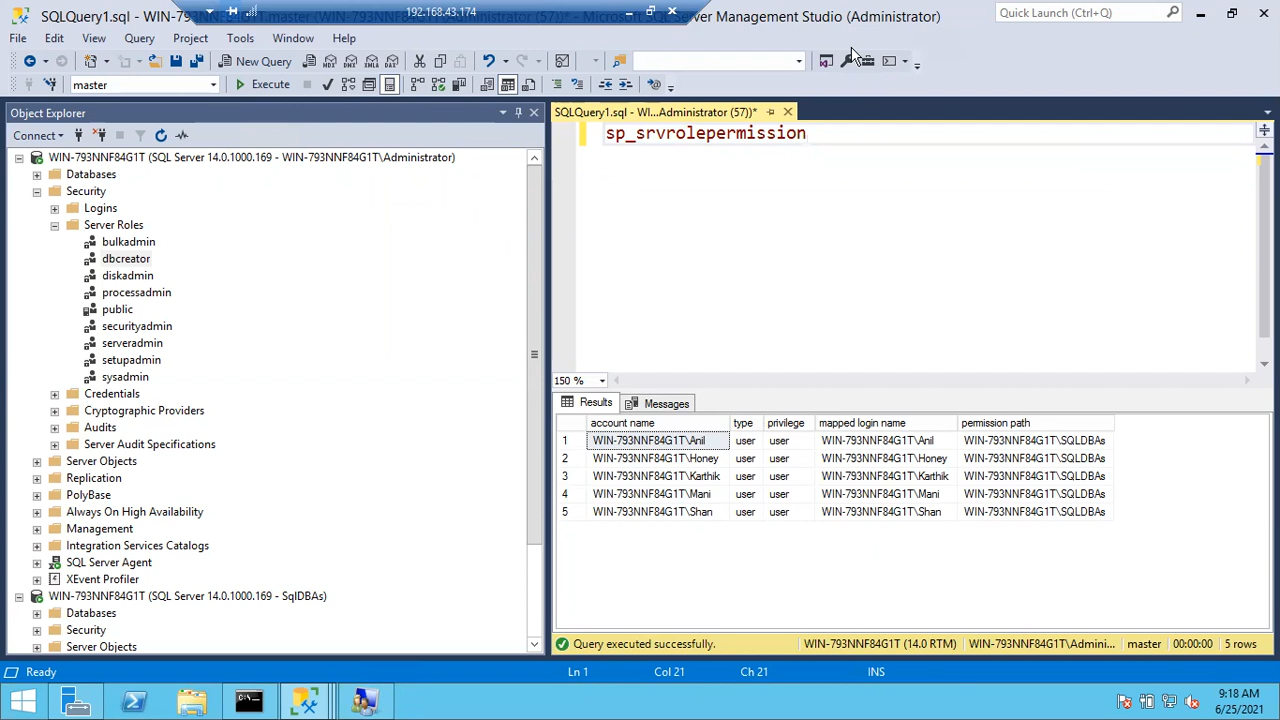 SQLQuery1.sql - WIN-793NNF84G1T.master (WIN-793NNF84G1T\Administrator (57))* - Microsoft SQL Server Management Studio (Administrator)
192.168.43.174
Quick Launch (Ctrl+Q)
File Edit View Query Project Tools Window Help
New Query MDX DMX XMLA DAX
master Execute
Object Explorer
SQLQuery1.sql - WI...Administrator (57))*
Connect
sp_srvrolepermission
WIN-793NNF84G1T (SQL Server 14.0.1000.169 - WIN-793NNF84G1T\Administrator)
Databases
Security
Logins
Server Roles
bulkadmin
dbcreator
diskadmin
processadmin
public
securityadmin
serveradmin
setupadmin
sysadmin
Credentials
Cryptographic Providers
Audits
Server Audit Specifications
Server Objects
Replication
PolyBase
Always On High Availability
Management
Integration Services Catalogs
SQL Server Agent
XEvent Profiler
WIN-793NNF84G1T (SQL Server 14.0.1000.169 - SqlDBAs)
Databases
Security
Server Objects
150 %
Results Messages
account name type privilege mapped login name permission path
1 WIN-793NNF84G1T\Anil user user WIN-793NNF84G1T\Anil WIN-793NNF84G1T\SQLDBAs
2 WIN-793NNF84G1T\Honey user user WIN-793NNF84G1T\Honey WIN-793NNF84G1T\SQLDBAs
3 WIN-793NNF84G1T\Karthik user user WIN-793NNF84G1T\Karthik WIN-793NNF84G1T\SQLDBAs
4 WIN-793NNF84G1T\Mani user user WIN-793NNF84G1T\Mani WIN-793NNF84G1T\SQLDBAs
5 WIN-793NNF84G1T\Shan user user WIN-793NNF84G1T\Shan WIN-793NNF84G1T\SQLDBAs
Query executed successfully. WIN-793NNF84G1T (14.0 RTM) WIN-793NNF84G1T\Admini... master 00:00:00 5 rows
Ready Ln 1 Col 21 Ch 21 INS
9:18 AM
6/25/2021